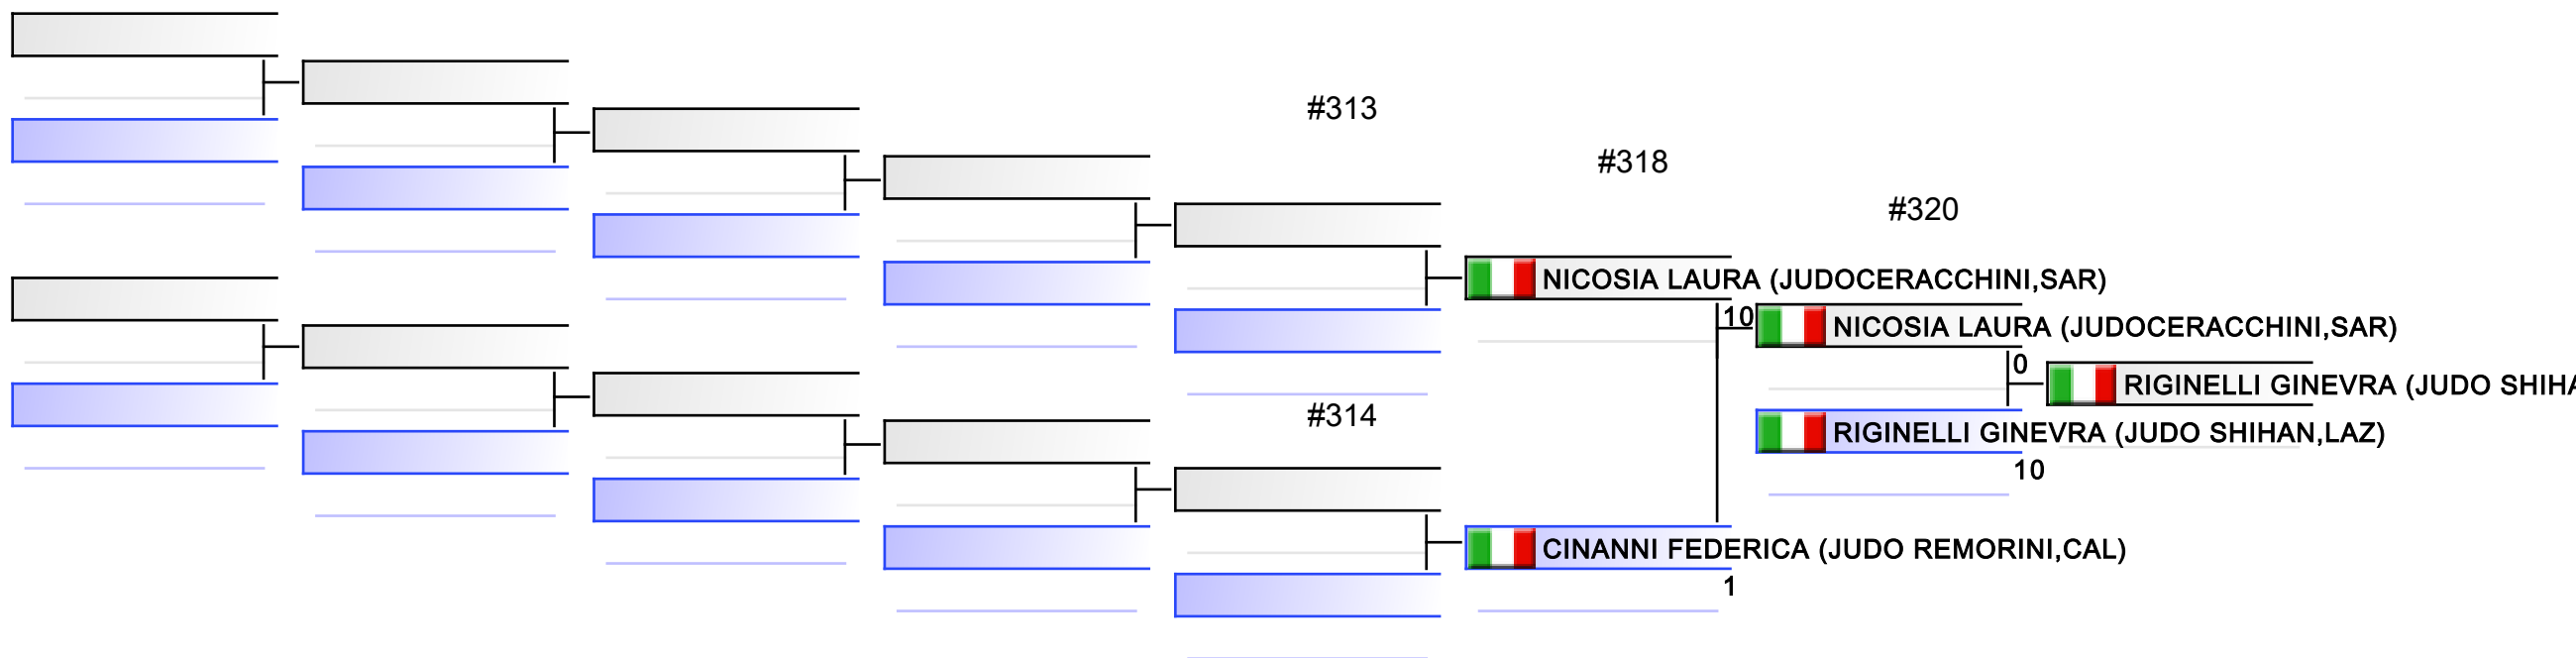 #313
#318
#320
NICOSIA LAURA (JUDOCERACCHINI,SAR)
10
NICOSIA LAURA (JUDOCERACCHINI,SAR)
0
RIGINELLI GINEVRA (JUDO SHIHA
#314
RIGINELLI GINEVRA (JUDO SHIHAN,LAZ)
10
CINANNI FEDERICA (JUDO REMORINI,CAL)
1